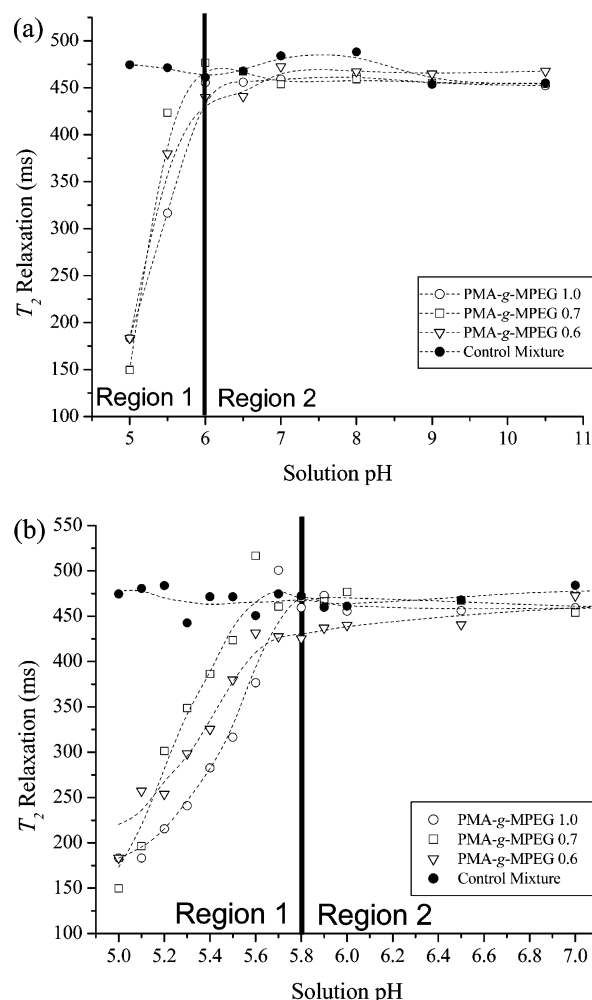 (a)
500
450
400
350
300
250
200
150
100
T2 Relaxation (ms)
PMA-g-MPEG 1.0
PMA-g-MPEG 0.7
PMA-g-MPEG 0.6
Control Mixture
Region 1 Region 2
5 6 7 8 9 10 11
Solution pH
(b)
550
500
450
400
350
300
250
200
150
100
T2 Relaxation (ms)
PMA-g-MPEG 1.0
PMA-g-MPEG 0.7
PMA-g-MPEG 0.6
Control Mixture
Region 1 Region 2
5.0 5.2 5.4 5.6 5.8 6.0 6.2 6.4 6.6 6.8 7.0
Solution pH